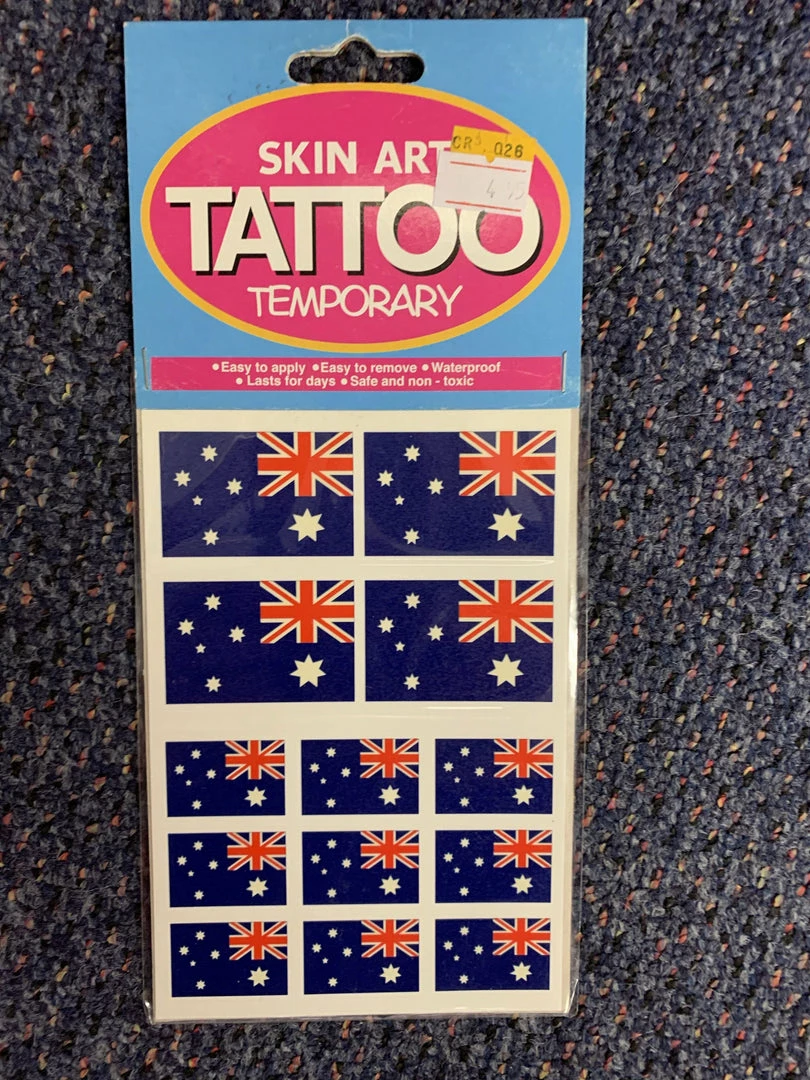 SKIN ART
TATTOO
TEMPORARY
• Easy to apply • Easy to remove • Waterproof
• Lasts for days • Safe and non - toxic